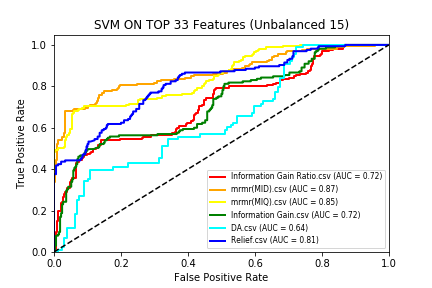 SVM ON TOP 33 Features (Unbalanced 15)
True Positive Rate
1.0
0.8
0.6
0.4
0.2
0.0
Information Gain Ratio.csv (AUC = 0.72)
mrmr(MID).csv (AUC = 0.87)
mrmr(MIQ).csv (AUC = 0.85)
Information Gain.csv (AUC = 0.72)
DA.csv (AUC = 0.64)
Relief.csv (AUC = 0.81)
0.0 0.2 0.4 0.6 0.8 1.0
False Positive Rate